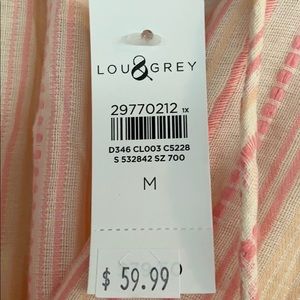 LOU & GREY
29770212 1X
D346 CL003 C5228
S 532842 SZ 700
M
$ 59.99